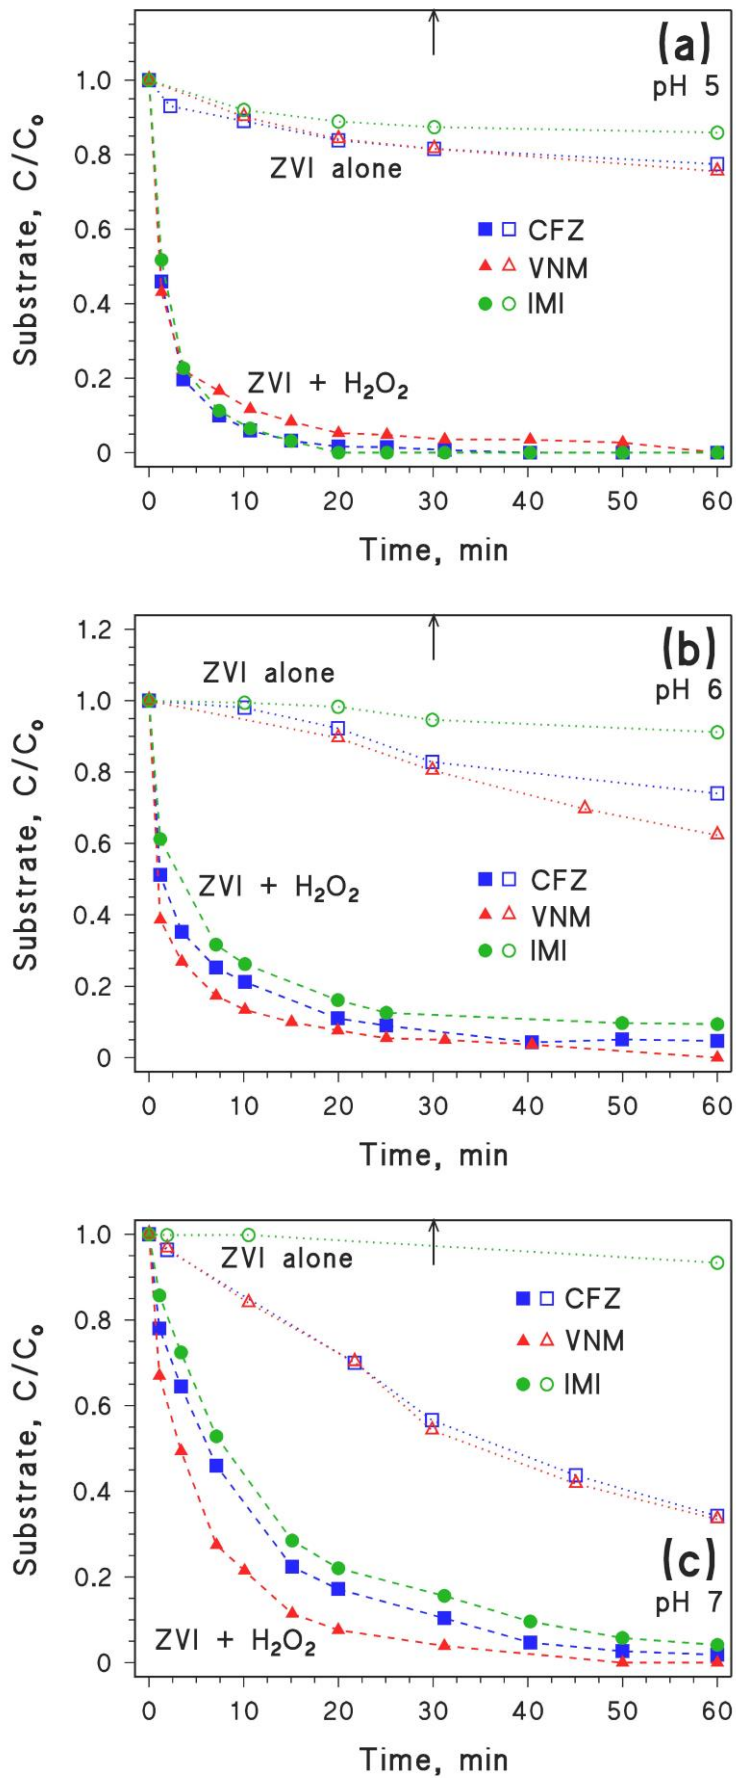 (a)
pH 5
1.0
0.8
0.6
0.4
0.2
0
Substrate, C/C₀
ZVI alone
CFZ
VNM
IMI
ZVI + H₂O₂
0 10 20 30 40 50 60
Time, min
(b)
pH 6
1.2
1.0
0.8
0.6
0.4
0.2
0
Substrate, C/C₀
ZVI alone
ZVI + H₂O₂
CFZ
VNM
IMI
0 10 20 30 40 50 60
Time, min
1.0
0.8
0.6
0.4
0.2
0
Substrate, C/C₀
ZVI alone
CFZ
VNM
IMI
(c)
pH 7
ZVI + H₂O₂
0 10 20 30 40 50 60
Time, min